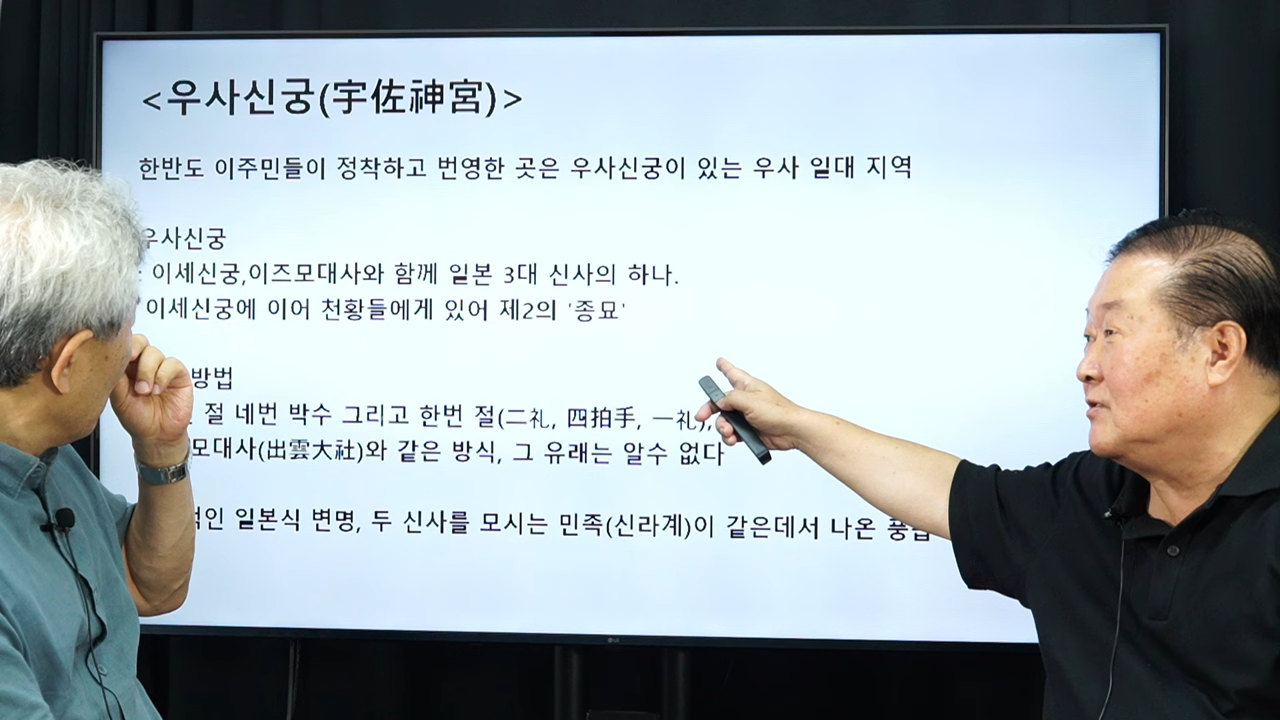 <우사신궁(宇佐神宮)>
한반도 이주민들이 정착하고 번영한 곳은 우사신궁이 있는 우사 일대 지역
우사신궁
: 이세신궁,이즈모대사와 함께 일본 3대 신사의 하나.
이세신궁에 이어 천황들에게 있어 제2의 '종묘'
방법
절 네번 박수 그리고 한번 절(二礼, 四拍手, 一礼),
모대사(出雲大社)와 같은 방식, 그 유래는 알수 없다
일본식 변명, 두 신사를 모시는 민족(신라계)이 같은데서 나온
LG